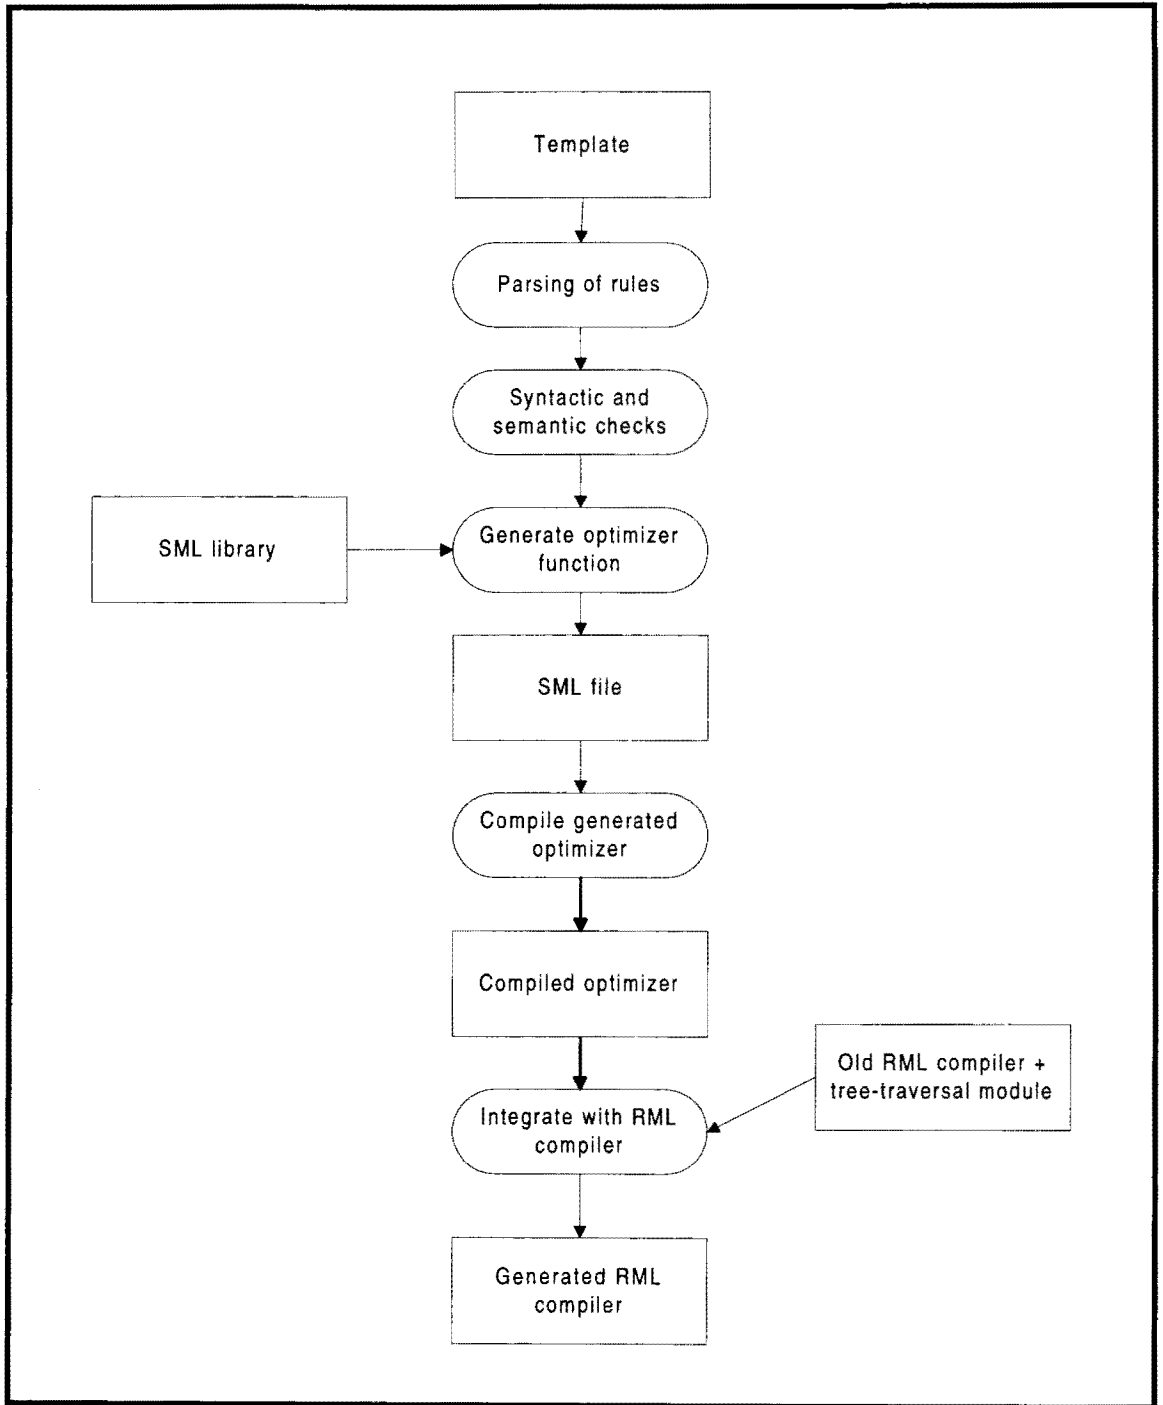 Template
Parsing of rules
Syntactic and
semantic checks
SML library
Generate optimizer
function
SML file
Compile generated
optimizer
Compiled optimizer
Old RML compiler +
tree-traversal module
Integrate with RML
compiler
Generated RML
compiler